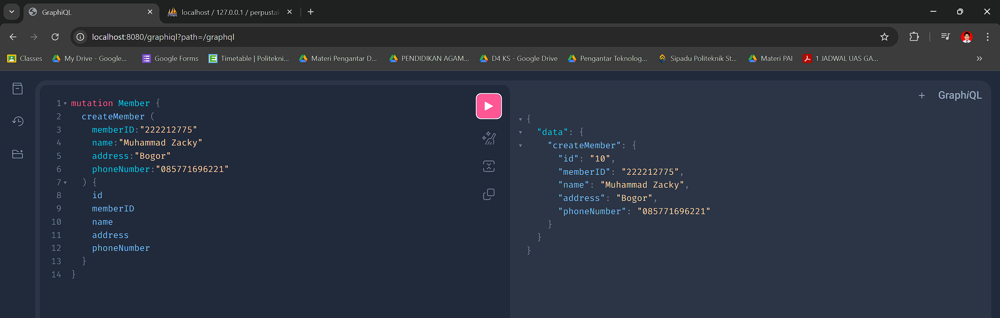 GraphiQL
localhost / 127.0.0.1 / perpustak
localhost:8080/graphiql?path=/graphql
Classes My Drive - Google... Google Forms Timetable | Politekni... Materi Pengantar D... PENDIDIKAN AGAM... D4 KS - Google Drive Pengantar Teknolog... Sipadu Politeknik St... Materi PAI 1 JADWAL UAS GA... »
1 mutation Member {
2 createMember (
3 memberID:"222212775"
4 name:"Muhammad Zacky"
5 address:"Bogor"
6 phoneNumber:"085771696221"
7 ) {
8 id
9 memberID
10 name
11 address
12 phoneNumber
13 }
14 }
+ GraphiQL
{
"data": {
"createMember": {
"id": "10",
"memberID": "222212775",
"name": "Muhammad Zacky",
"address": "Bogor",
"phoneNumber": "085771696221"
}
}
}